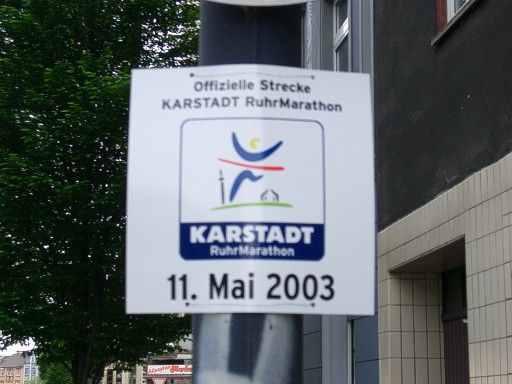 Offizielle Strecke
KARSTADT RuhrMarathon
KARSTADT
RuhrMarathon
11. Mai 2003